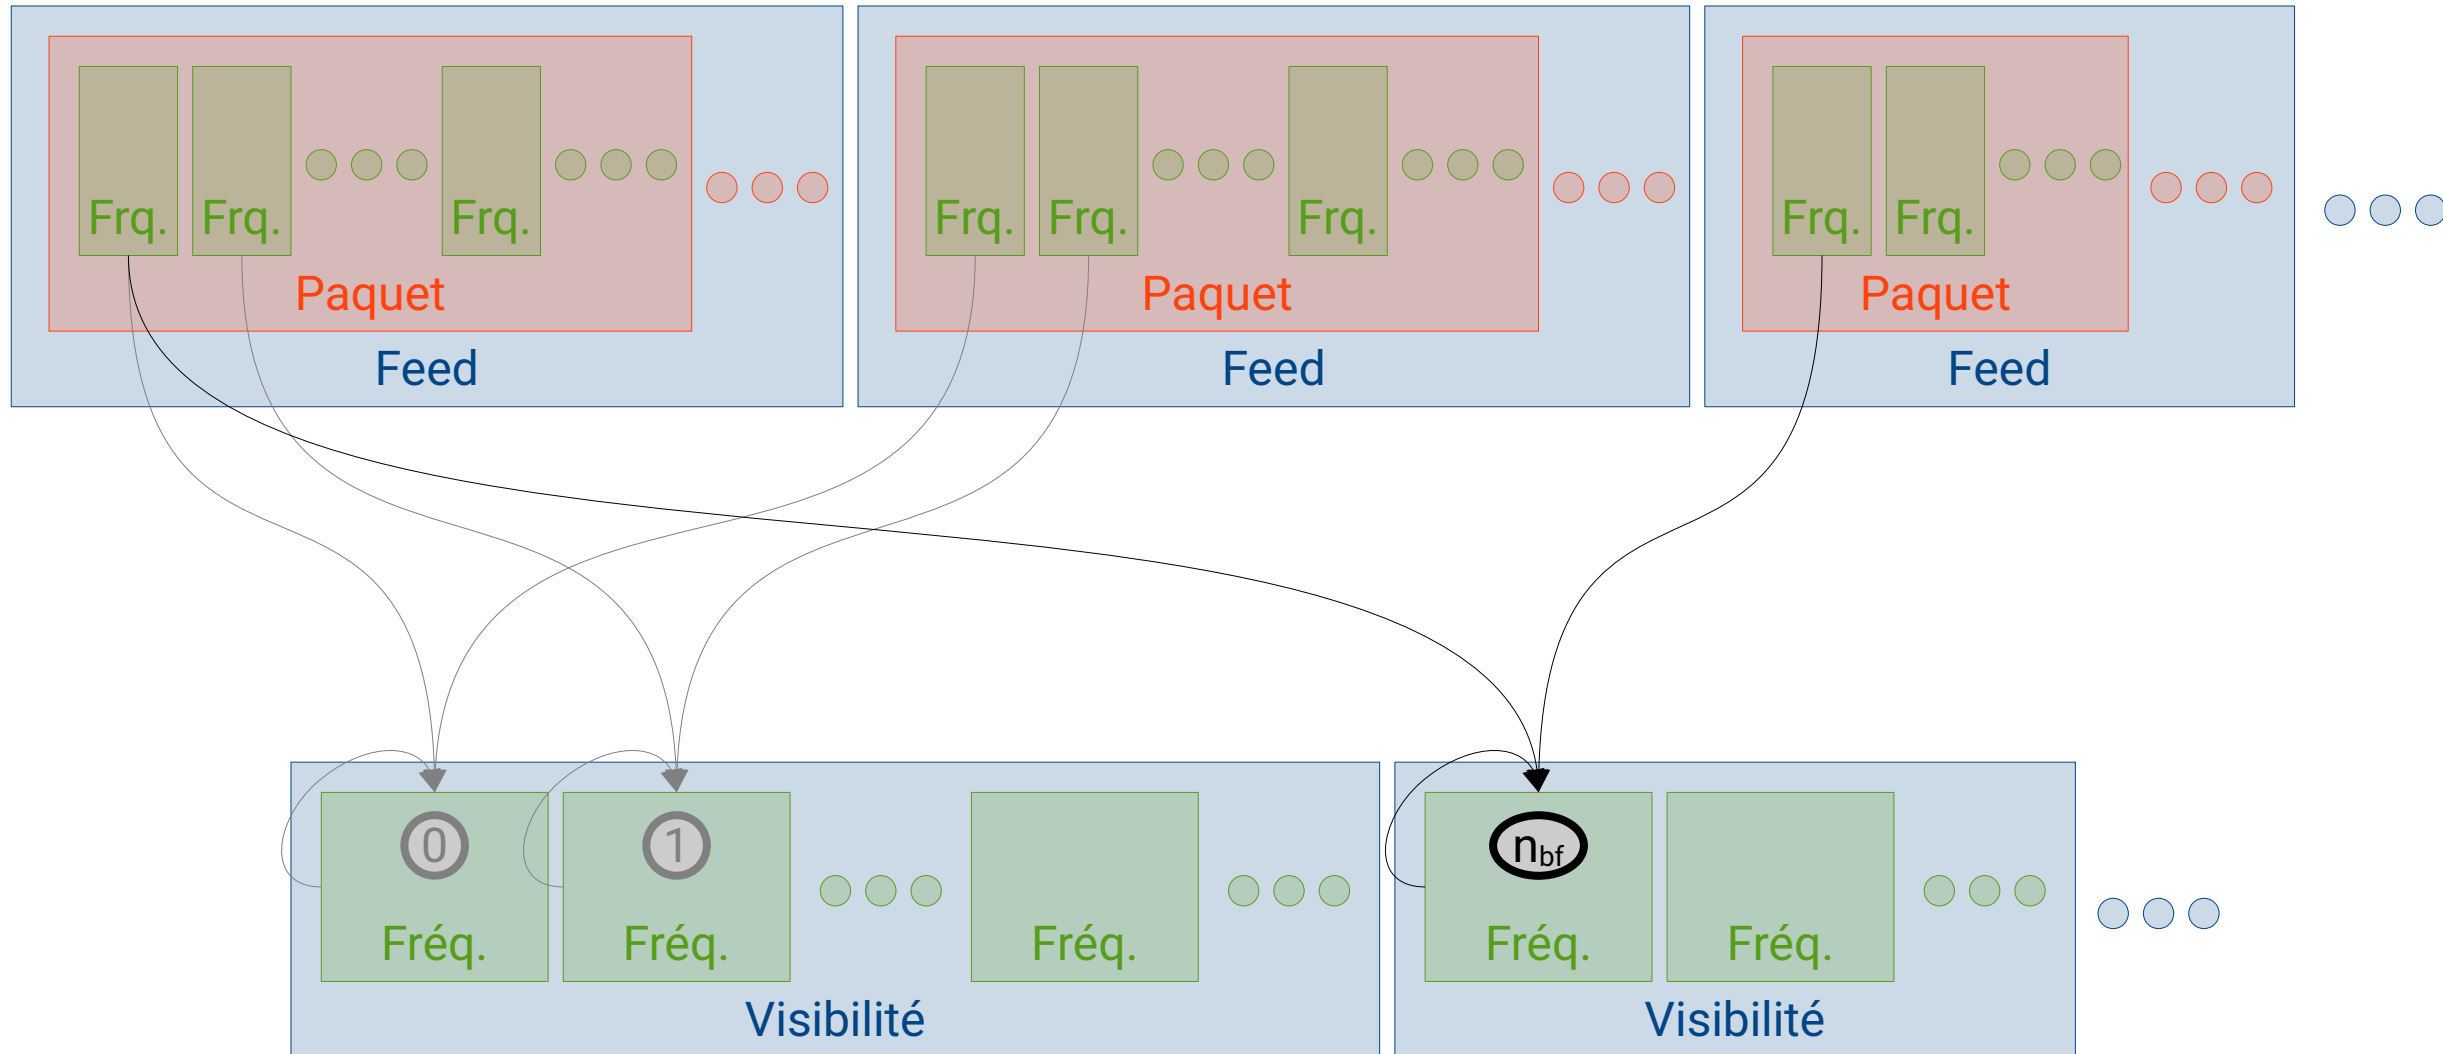 Frq. Frq. Frq. Frq. Frq. Frq. Frq. Frq.
Paquet Paquet Paquet
Feed Feed Feed
0 1 nbf
Fréq. Fréq. Fréq. Fréq. Fréq.
Visibilité Visibilité